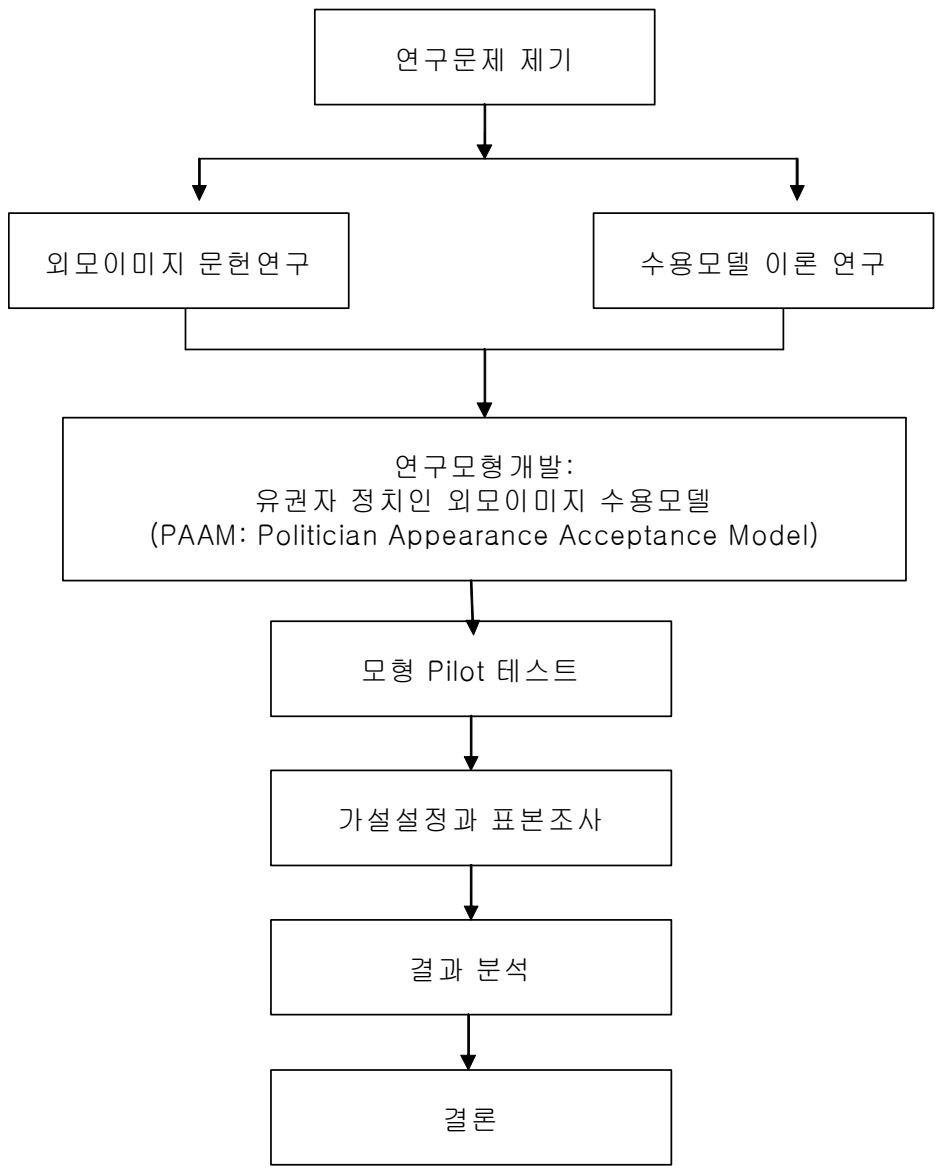 연구문제 제기
외모이미지 문헌연구
수용모델 이론 연구
연구모형개발:
유권자 정치인 외모이미지 수용모델
(PAAM: Politician Appearance Acceptance Model)
모형 Pilot 테스트
가설설정과 표본조사
결과 분석
결론